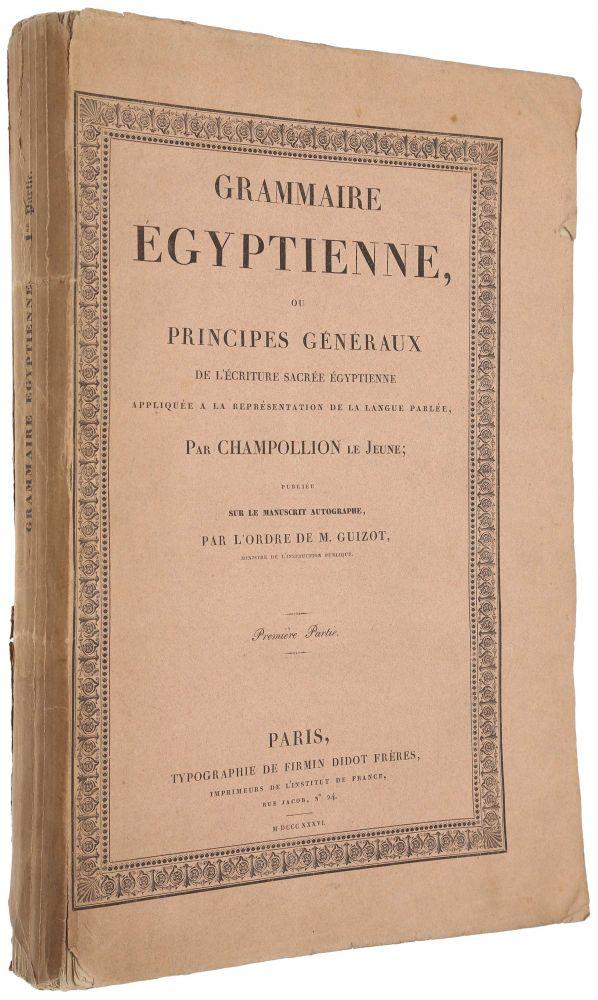 GRAMMAIRE EGYPTIENNE. 1re Partie.
GRAMMAIRE
ÉGYPTIENNE,
OU
PRINCIPES GÉNÉRAUX
DE L'ÉCRITURE SACRÉE ÉGYPTIENNE
APPLIQUÉE A LA REPRÉSENTATION DE LA LANGUE PARLÉE,
PAR CHAMPOLLION LE JEUNE;
PUBLIÉE
SUR LE MANUSCRIT AUTOGRAPHE,
PAR L'ORDRE DE M. GUIZOT,
MINISTRE DE L'INSTRUCTION PUBLIQUE.
Première Partie.
PARIS,
TYPOGRAPHIE DE FIRMIN DIDOT FRÈRES,
IMPRIMEURS DE L'INSTITUT DE FRANCE,
RUE JACOB, N° 24.
M DCCC XXXVI.